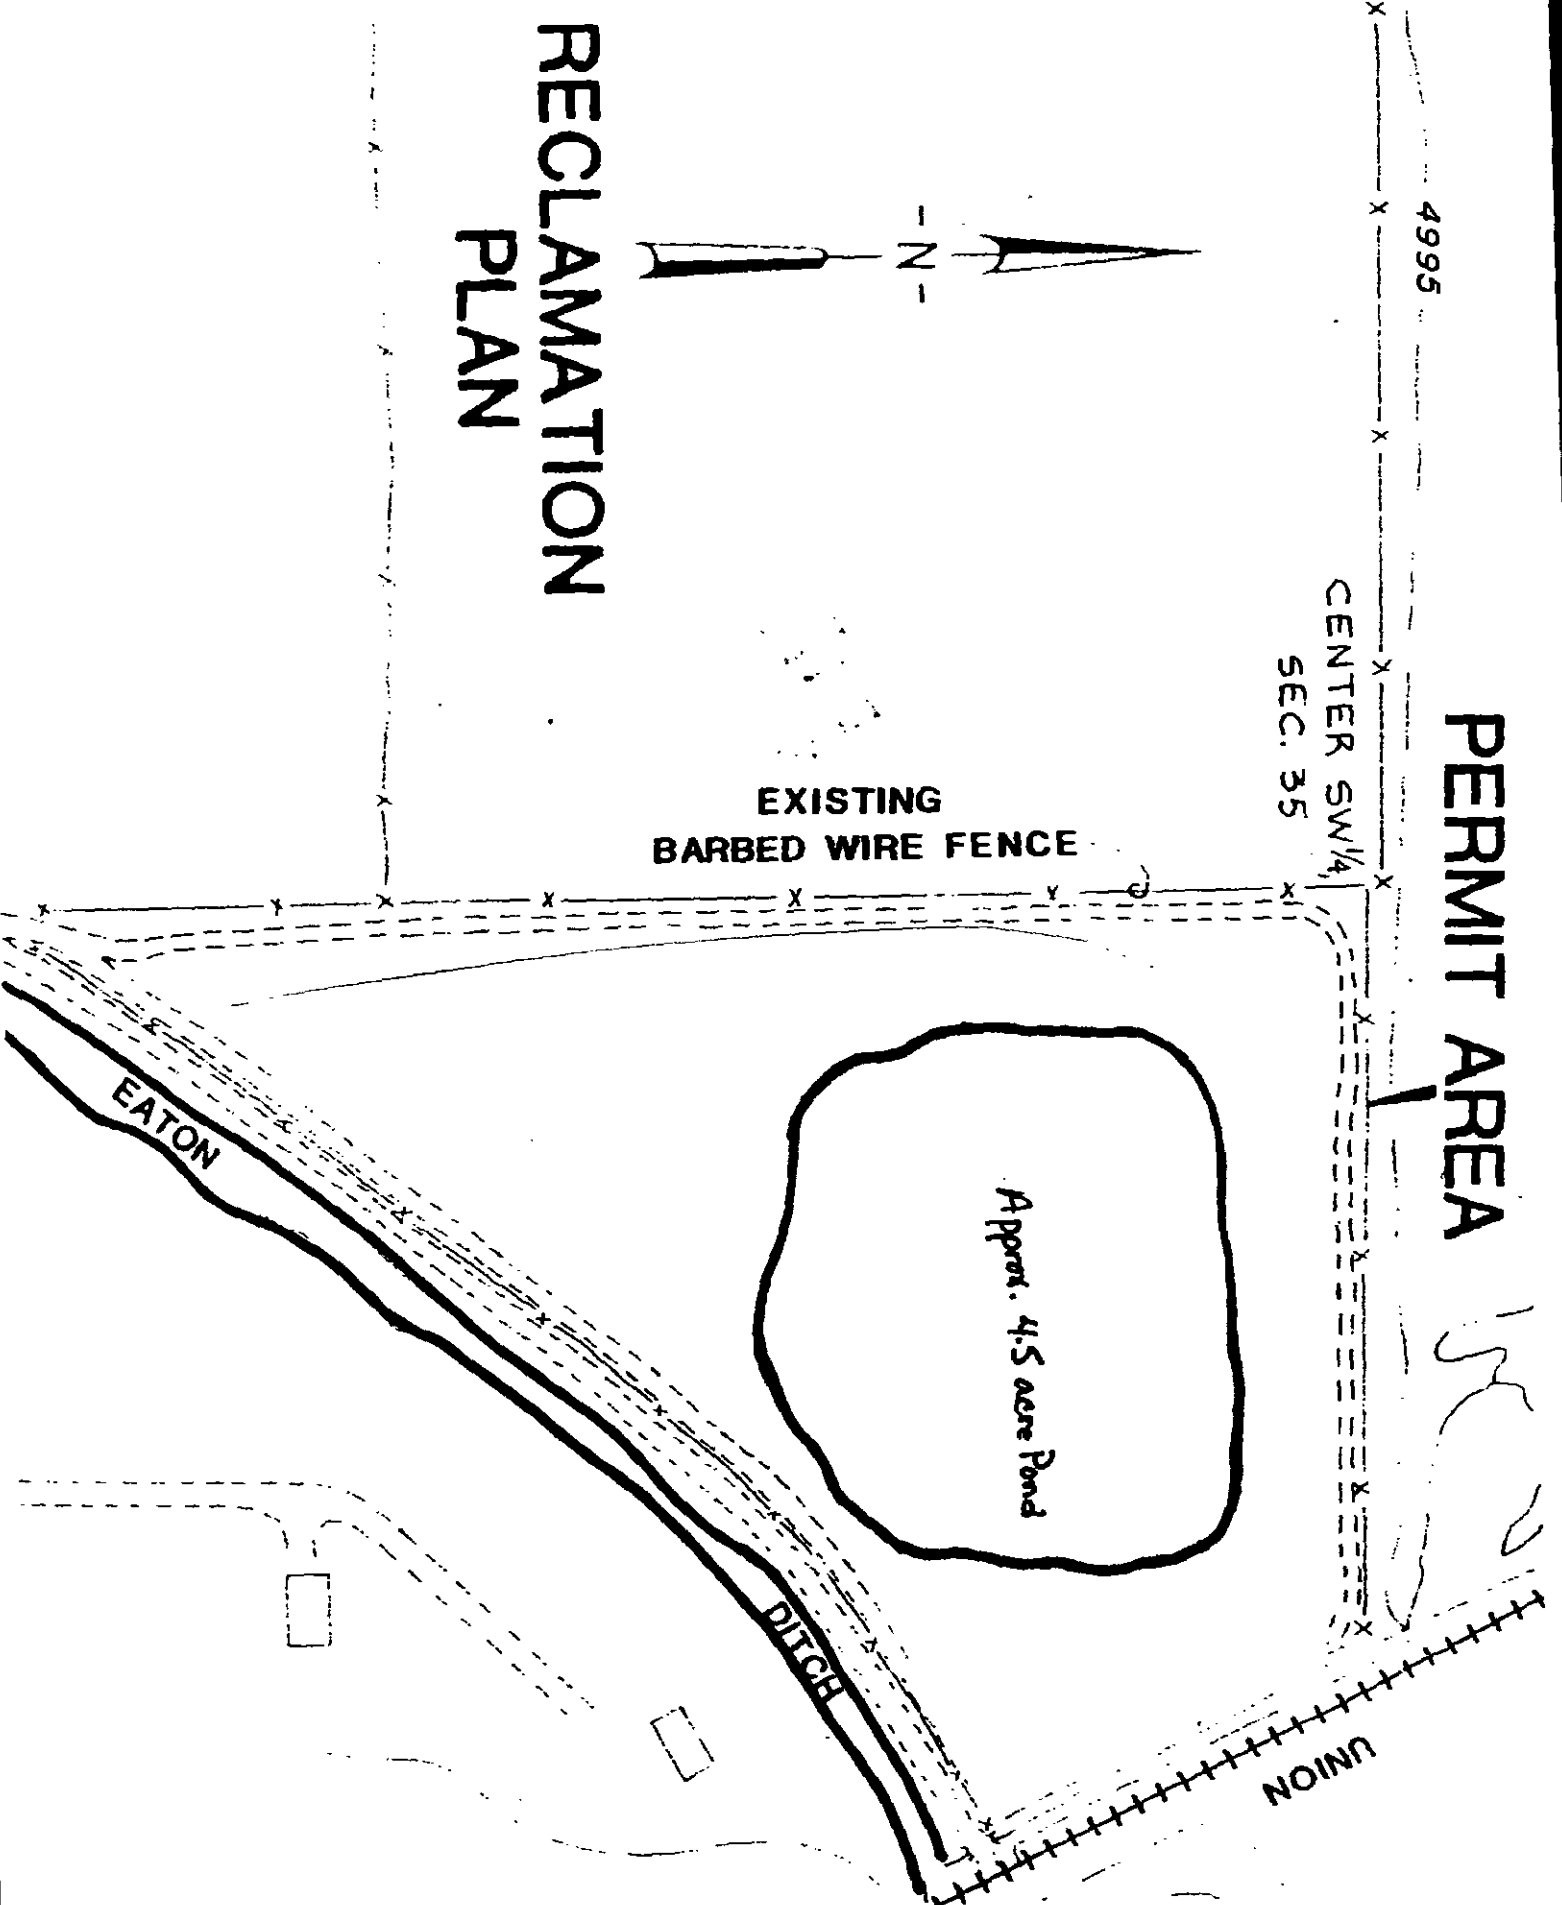 PERMIT AREA
4995
CENTER SW¼,
SEC. 35
RECLAMATION
PLAN
- N -
EXISTING
BARBED WIRE FENCE
Approx. 4.5 acre Pond
EATON
DITCH
UNION